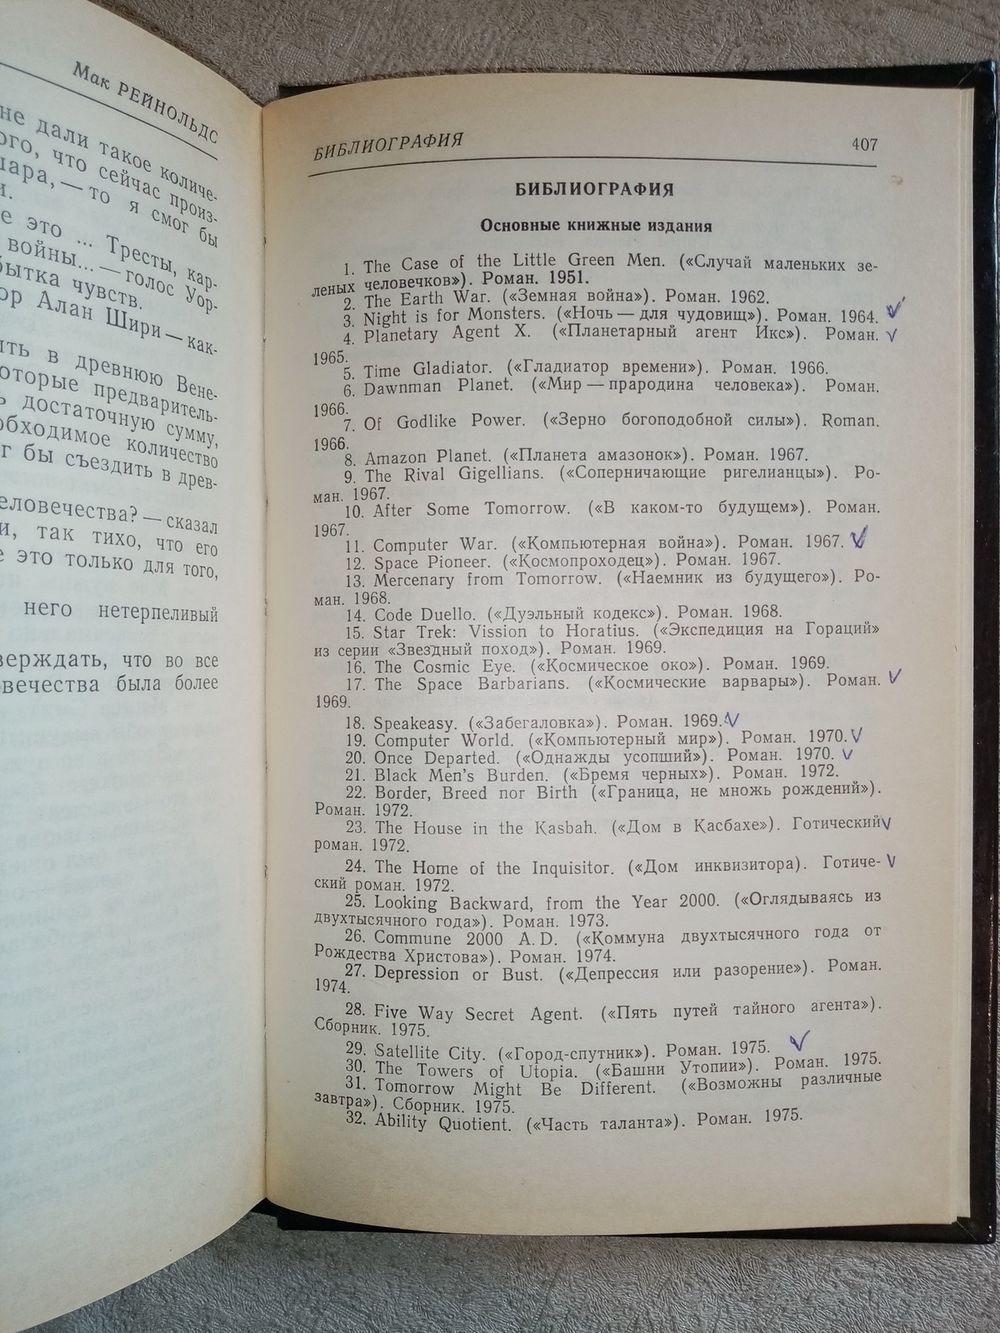 Мак РЕЙНОЛЬДС
не дали такое количе-
ого, что сейчас произ-
шара, — то я смог бы
и.
е это ... Тресты, кар-
войны... — голос Уор-
бытка чувств.
ор Алан Шири — как-
ить в древнюю Вене-
оторые предваритель-
ь достаточную сумму,
обходимое количество
г бы съездить в древ-
еловечества? — сказал
и, так тихо, что его
е это только для того,
него нетерпеливый
верждать, что во все
овечества была более
БИБЛИОГРАФИЯ 407
БИБЛИОГРАФИЯ
Основные книжные издания
1. The Case of the Little Green Men. («Случай маленьких зе-
леных человечков»). Роман. 1951.
2. The Earth War. («Земная война»). Роман. 1962.
3. Night is for Monsters. («Ночь — для чудовищ»). Роман. 1964.
4. Planetary Agent X. («Планетарный агент Икс»). Роман.
1965.
5. Time Gladiator. («Гладиатор времени»). Роман. 1966.
6. Dawnman Planet. («Мир — прародина человека»). Роман.
1966.
7. Of Godlike Power. («Зерно богоподобной силы»). Roman.
1966.
8. Amazon Planet. («Планета амазонок»). Роман. 1967.
9. The Rival Gigellians. («Соперничающие ригелианцы»). Ро-
ман. 1967.
10. After Some Tomorrow. («В каком-то будущем»). Роман.
1967.
11. Computer War. («Компьютерная война»). Роман. 1967.
12. Space Pioneer. («Космопроходец»). Роман. 1967.
13. Mercenary from Tomorrow. («Наемник из будущего»). Ро-
ман. 1968.
14. Code Duello. («Дуэльный кодекс»). Роман. 1968.
15. Star Trek: Vission to Horatius. («Экспедиция на Гораций»
из серии «Звездный поход»). Роман. 1969.
16. The Cosmic Eye. («Космическое око»). Роман. 1969.
17. The Space Barbarians. («Космические варвары»). Роман.
1969.
18. Speakeasy. («Забегаловка»). Роман. 1969.
19. Computer World. («Компьютерный мир»). Роман. 1970.
20. Once Departed. («Однажды усопший»). Роман. 1970.
21. Black Men's Burden. («Бремя черных»). Роман. 1972.
22. Border, Breed nor Birth («Граница, не множь рождений»).
Роман. 1972.
23. The House in the Kasbah. («Дом в Касбахе»). Готический
роман. 1972.
24. The Home of the Inquisitor. («Дом инквизитора). Готиче-
ский роман. 1972.
25. Looking Backward, from the Year 2000. («Оглядываясь из
двухтысячного года»). Роман. 1973.
26. Commune 2000 A. D. («Коммуна двухтысячного года от
Рождества Христова»). Роман. 1974.
27. Depression or Bust. («Депрессия или разорение»). Роман.
1974.
28. Five Way Secret Agent. («Пять путей тайного агента»).
Сборник. 1975.
29. Satellite City. («Город-спутник»). Роман. 1975.
30. The Towers of Utopia. («Башни Утопии»). Роман. 1975.
31. Tomorrow Might Be Different. («Возможны различные
завтра»). Сборник. 1975.
32. Ability Quotient. («Часть таланта»). Роман. 1975.